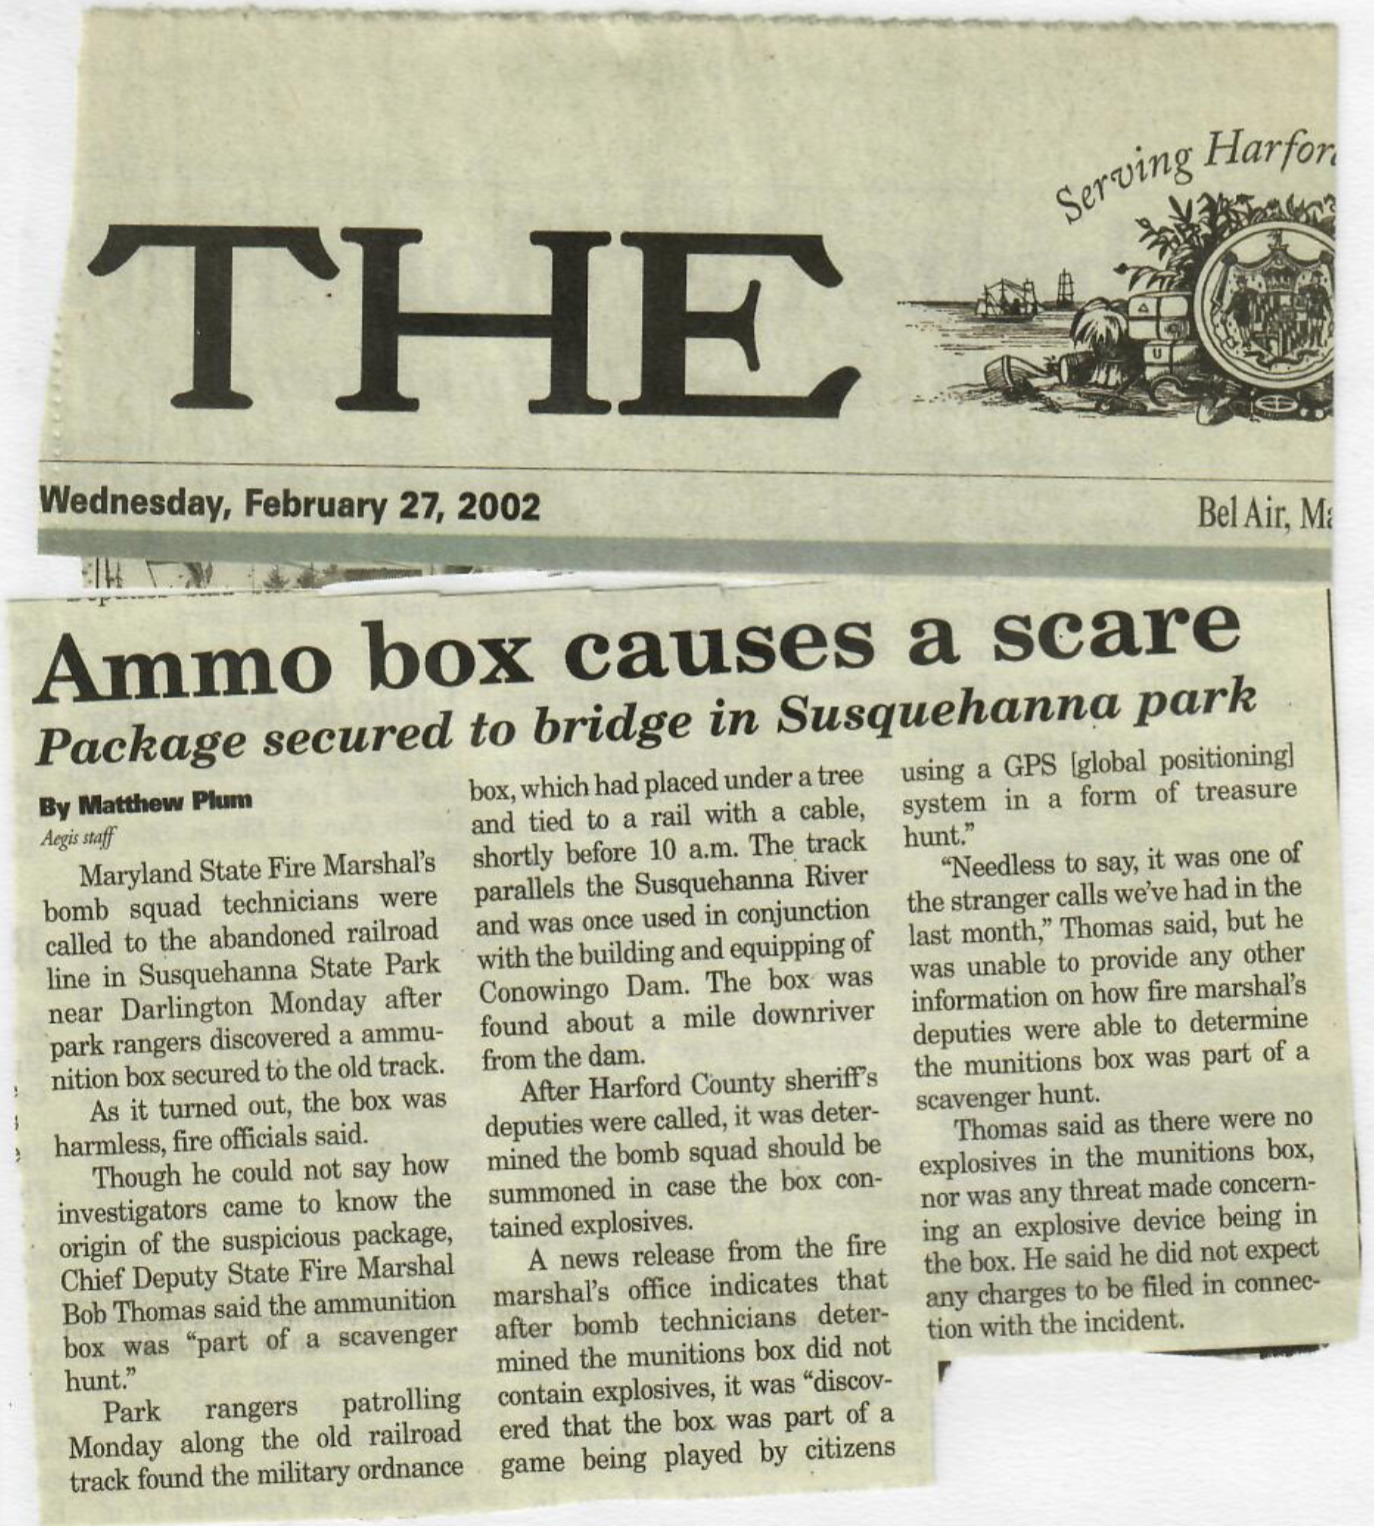 Serving Harfor
THE
Wednesday, February 27, 2002
Bel Air, Ma
Ammo box causes a scare
Package secured to bridge in Susquehanna park
By Matthew Plum
Aegis staff
Maryland State Fire Marshal's
bomb squad technicians were
called to the abandoned railroad
line in Susquehanna State Park
near Darlington Monday after
park rangers discovered a ammu-
nition box secured to the old track.
As it turned out, the box was
harmless, fire officials said.
Though he could not say how
investigators came to know the
origin of the suspicious package,
Chief Deputy State Fire Marshal
Bob Thomas said the ammunition
box was “part of a scavenger
hunt.”
Park rangers patrolling
Monday along the old railroad
track found the military ordnance
box, which had placed under a tree
and tied to a rail with a cable,
shortly before 10 a.m. The track
parallels the Susquehanna River
and was once used in conjunction
with the building and equipping of
Conowingo Dam. The box was
found about a mile downriver
from the dam.
After Harford County sheriff's
deputies were called, it was deter-
mined the bomb squad should be
summoned in case the box con-
tained explosives.
A news release from the fire
marshal's office indicates that
after bomb technicians deter-
mined the munitions box did not
contain explosives, it was “discov-
ered that the box was part of a
game being played by citizens
using a GPS [global positioning]
system in a form of treasure
hunt.”
“Needless to say, it was one of
the stranger calls we've had in the
last month,” Thomas said, but he
was unable to provide any other
information on how fire marshal's
deputies were able to determine
the munitions box was part of a
scavenger hunt.
Thomas said as there were no
explosives in the munitions box,
nor was any threat made concern-
ing an explosive device being in
the box. He said he did not expect
any charges to be filed in connec-
tion with the incident.